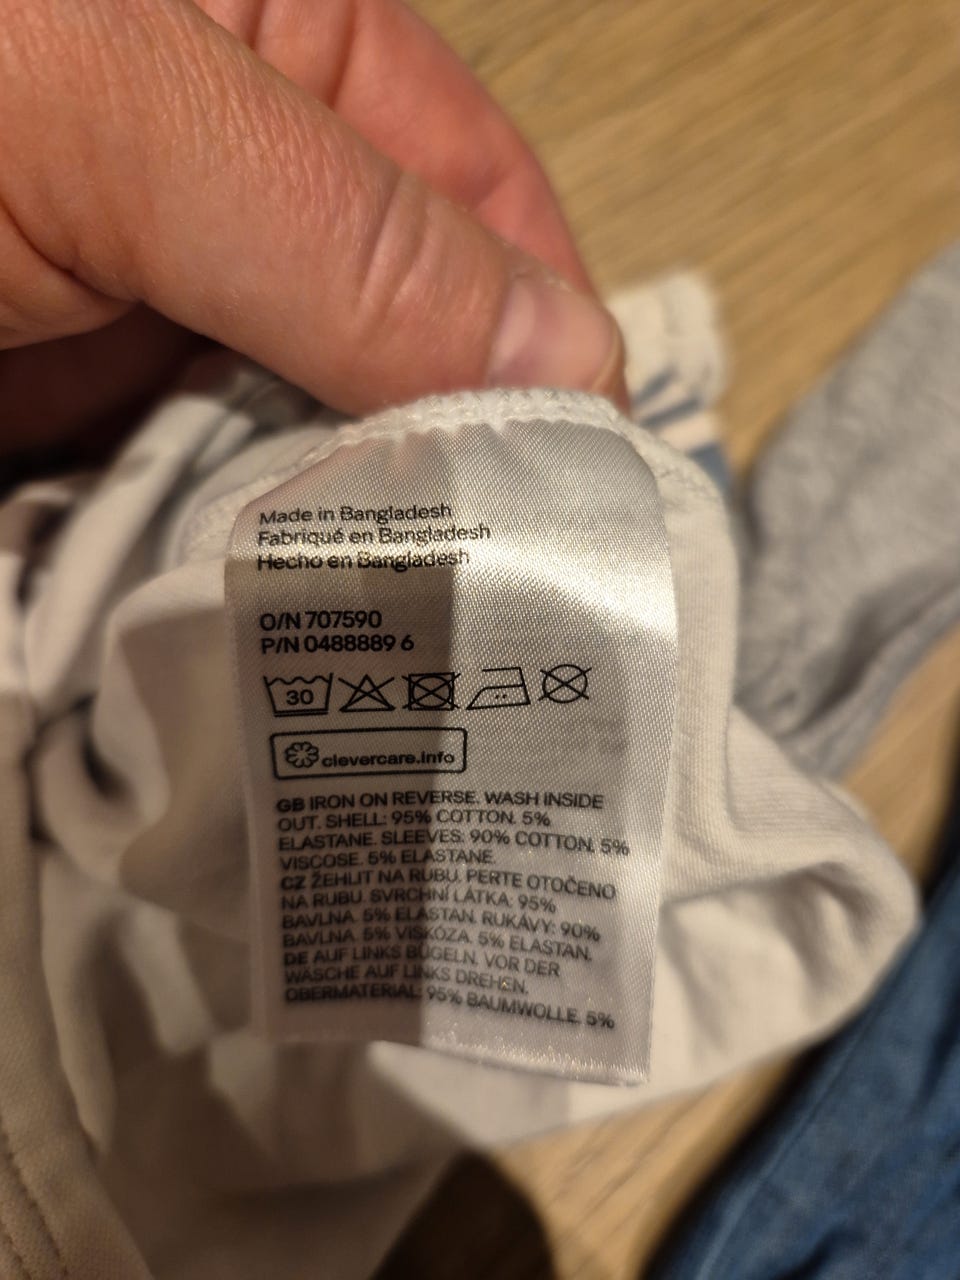 Made in Bangladesh
Fabriqué en Bangladesh
Hecho en Bangladesh
O/N 707590
P/N 0488889 6
30
clevercare.info
GB IRON ON REVERSE. WASH INSIDE
OUT. SHELL: 95% COTTON. 5%
ELASTANE. SLEEVES: 90% COTTON. 5%
VISCOSE. 5% ELASTANE.
CZ ŽEHLIT NA RUBU. PERTE OTOČENO
NA RUBU. SVRCHNÍ LÁTKA: 95%
BAVLNA. 5% ELASTAN. RUKÁVY: 90%
BAVLNA. 5% VISKÓZA. 5% ELASTAN.
DE AUF LINKS BÜGELN. VOR DER
WÄSCHE AUF LINKS DREHEN.
OBERMATERIAL: 95% BAUMWOLLE. 5%